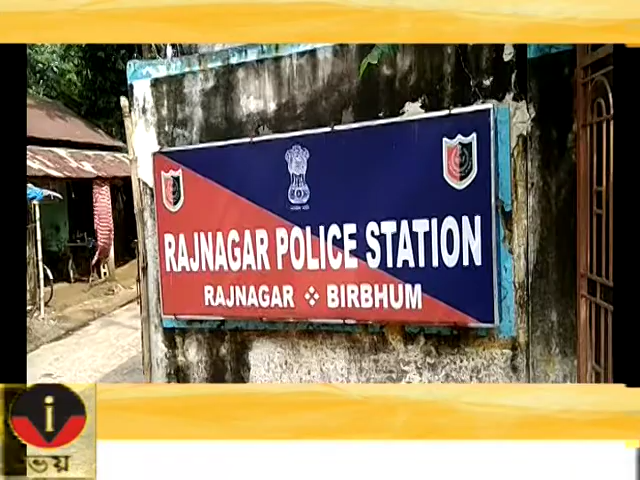 RAJNAGAR POLICE STATION
RAJNAGAR ❖ BIRBHUM
i
ভয়